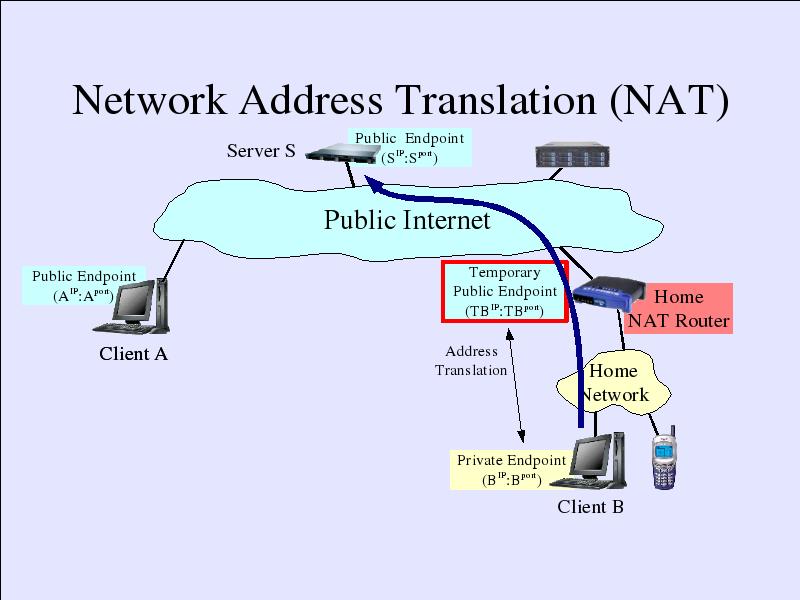 Network Address Translation (NAT)
Server S
Public Endpoint
(S^IP:S^port)
Public Internet
Public Endpoint
(A^IP:A^port)
Client A
Temporary
Public Endpoint
(TB^IP:TB^port)
Home
NAT Router
Address
Translation
Home
Network
Private Endpoint
(B^IP:B^port)
Client B